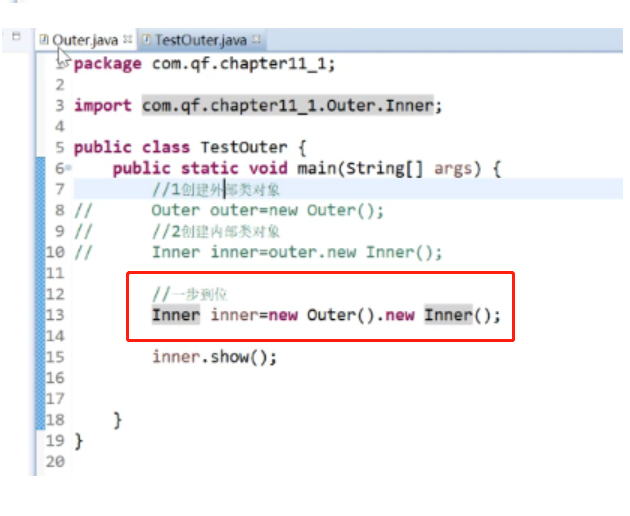 Outer.java TestOuter.java
1 package com.qf.chapter11_1;
2
3 import com.qf.chapter11_1.Outer.Inner;
4
5 public class TestOuter {
6 public static void main(String[] args) {
7 //1创建外部类对象
8 // Outer outer=new Outer();
9 // //2创建内部类对象
10 // Inner inner=outer.new Inner();
11
12 //一步到位
13 Inner inner=new Outer().new Inner();
14
15 inner.show();
16
17
18 }
19 }
20